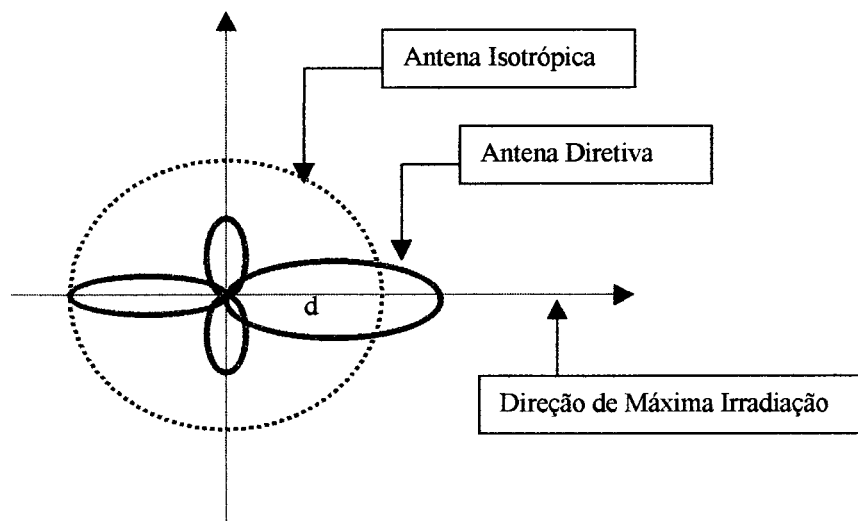 Antena Isotrópica
Antena Diretiva
d
Direção de Máxima Irradiação